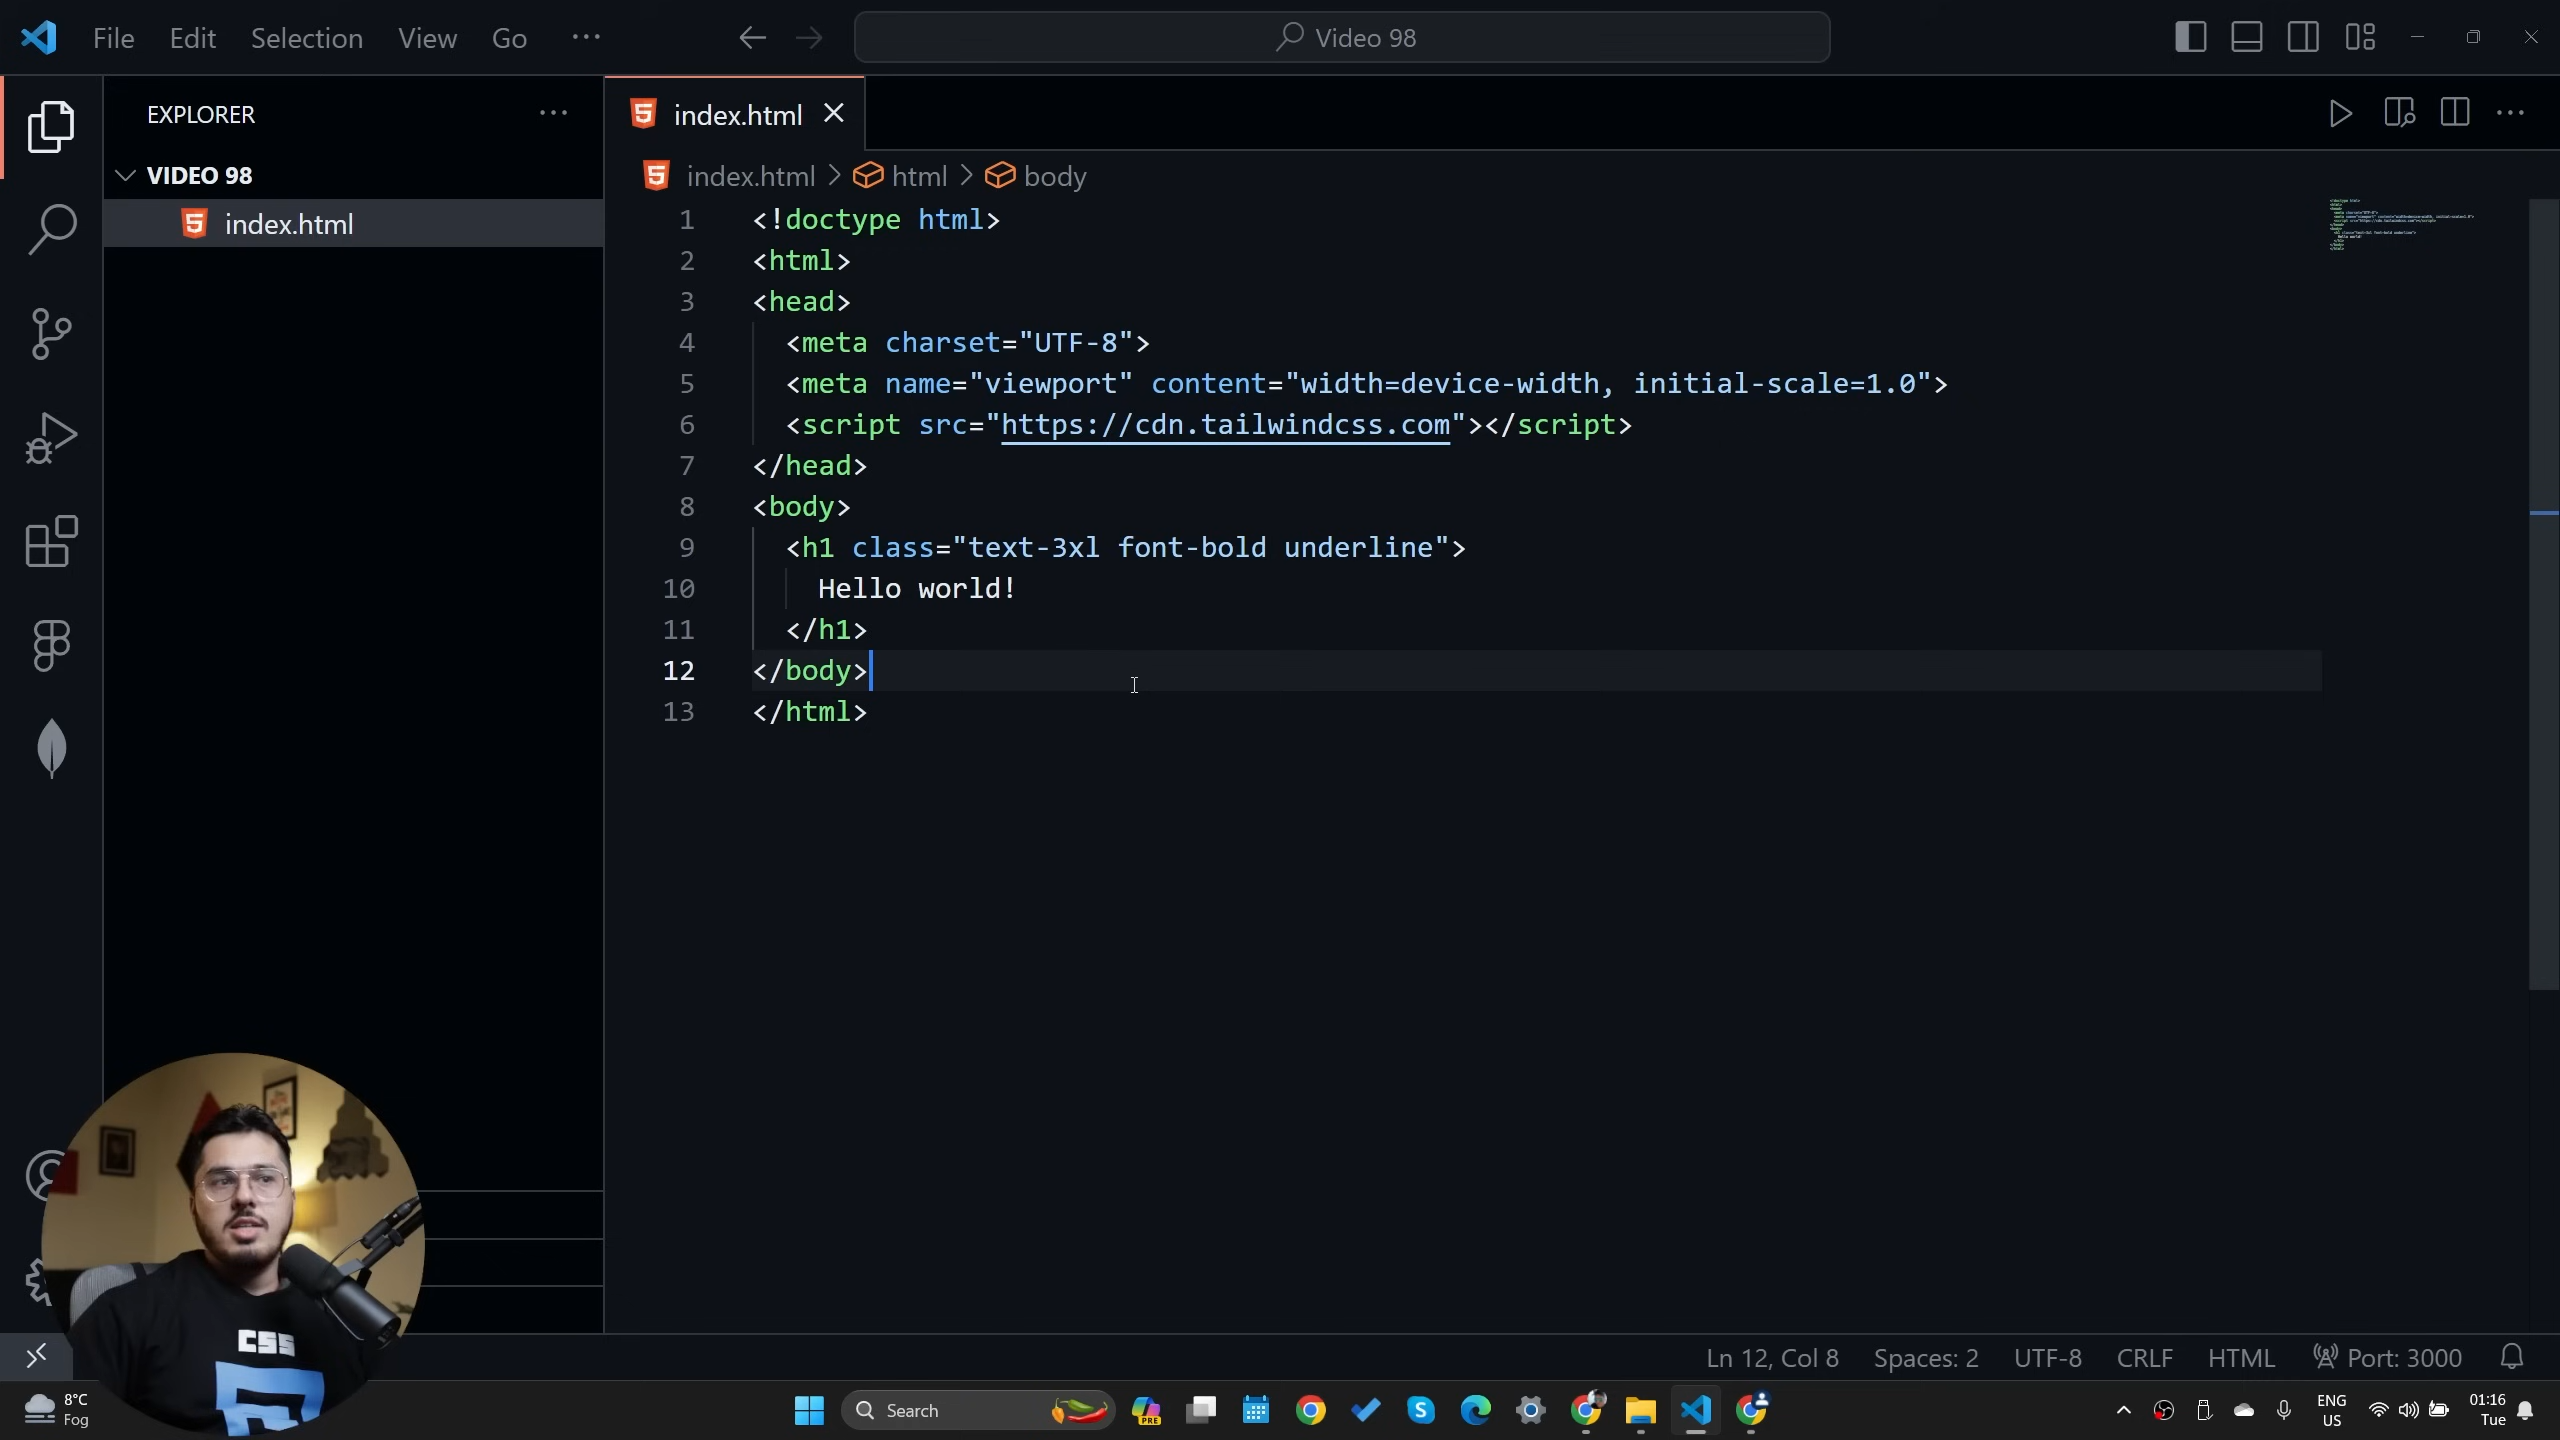 File Edit Selection View Go ···
Video 98
EXPLORER
VIDEO 98
index.html
index.html
index.html > html > body
1 <!doctype html>
2 <html>
3 <head>
4 <meta charset="UTF-8">
5 <meta name="viewport" content="width=device-width, initial-scale=1.0">
6 <script src="https://cdn.tailwindcss.com"></script>
7 </head>
8 <body>
9 <h1 class="text-3xl font-bold underline">
10 Hello world!
11 </h1>
12 </body>
13 </html>
CSS
Ln 12, Col 8 Spaces: 2 UTF-8 CRLF HTML Port: 3000
8°C
Fog
Search
PRE
ENG
US
01:16
Tue